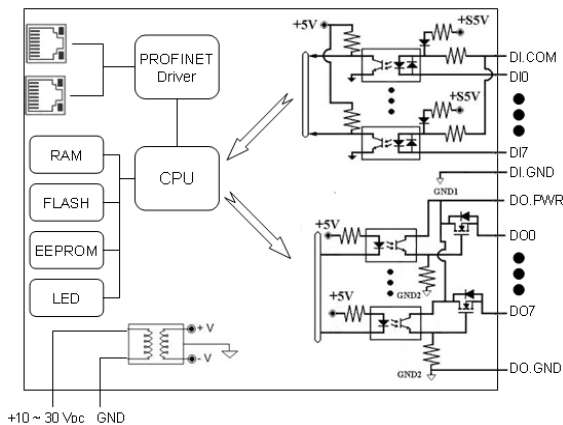 PROFINET
Driver
CPU
RAM
FLASH
EEPROM
LED
+ V
- V
+10 ~ 30 VDC
GND
+5V
+S5V
DI.COM
DI0
+S5V
DI7
DI.GND
GND1
DO.PWR
+5V
DO0
GND2
+5V
DO7
GND2
DO.GND